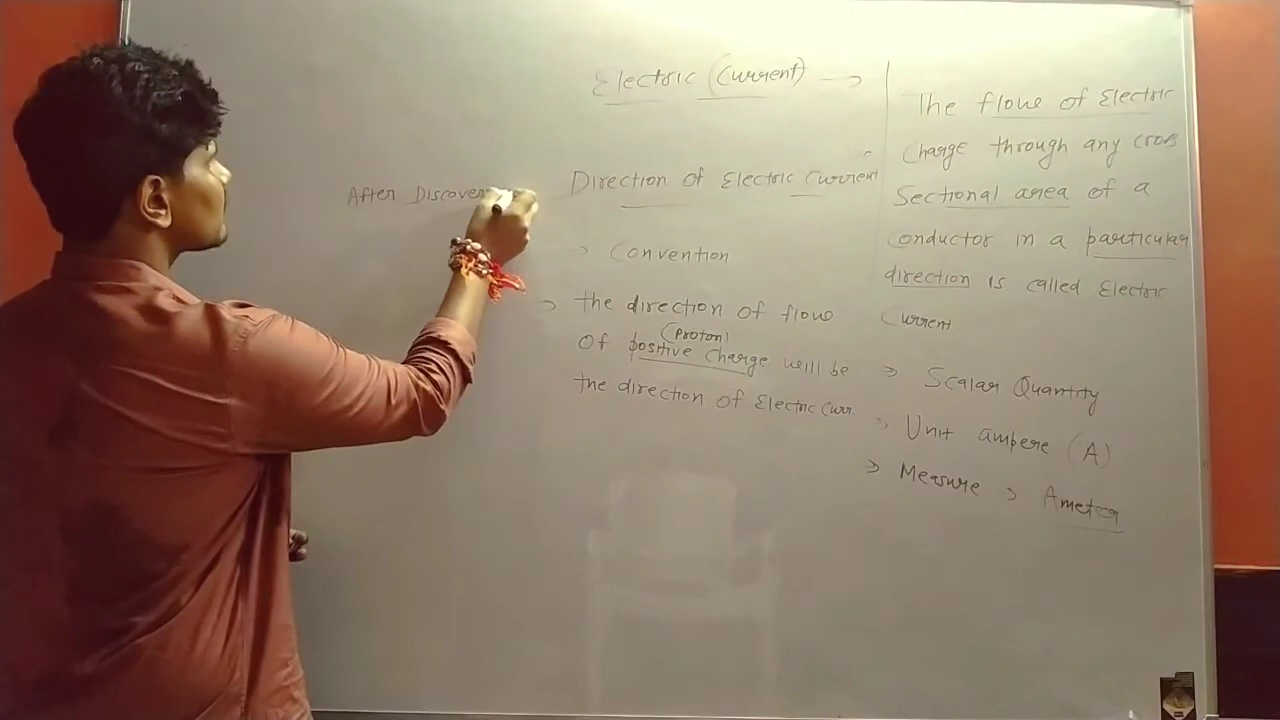 Electric (Current) →
The floue of Electric
Charge through any cross
Sectional area of a
conductor in a particular
direction is called Electric
Current.
» Scalar Quantity
» Unit ampere (A)
» Measure > Ameter
Direction of Electric Current
> Convention
> the direction of floue
(Proton)
of positive charge will be
the direction of Electric Curr.
After Discover